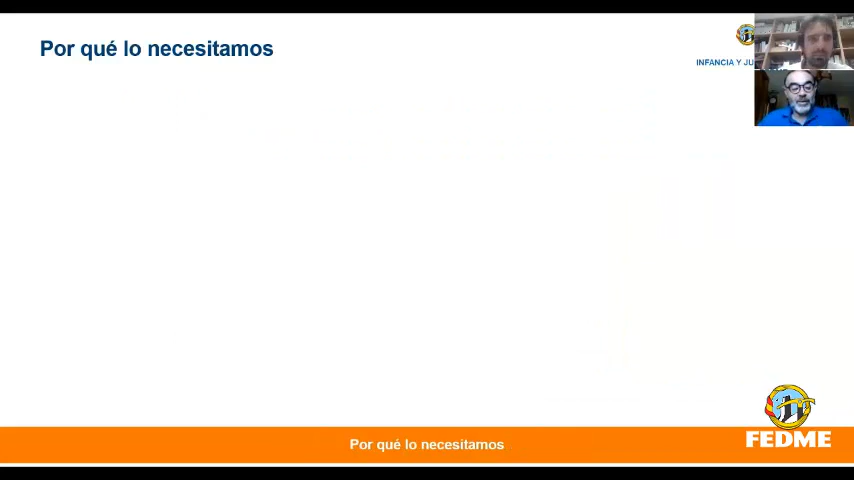 Por qué lo necesitamos
INFANCIA Y JU
FEDME
Por qué lo necesitamos